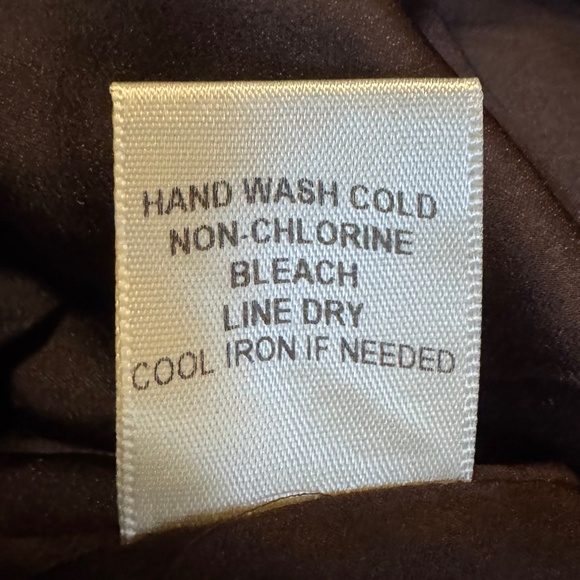 HAND WASH COLD
NON-CHLORINE
BLEACH
LINE DRY
COOL IRON IF NEEDED